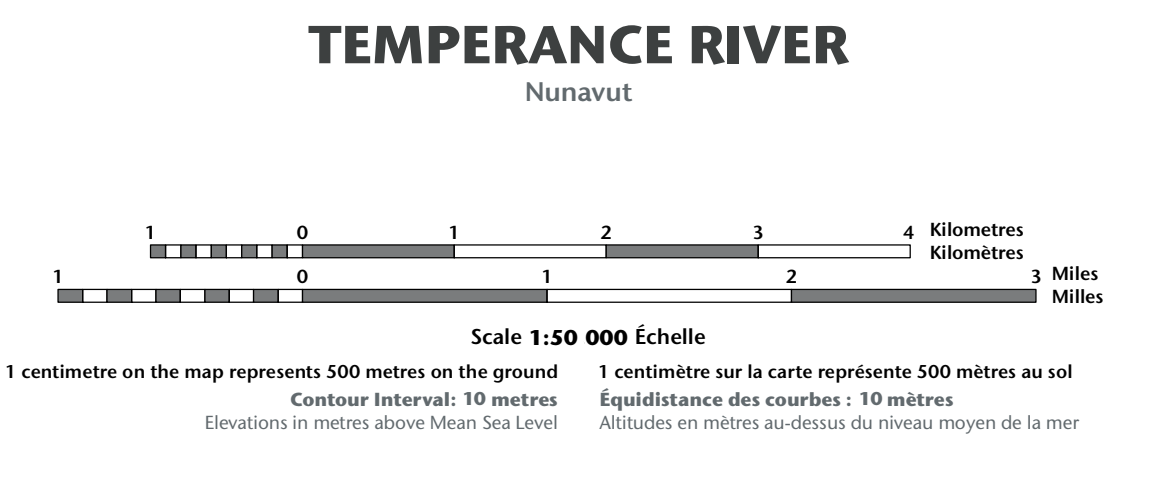 TEMPERANCE RIVER
Nunavut
1 0 1 2 3 4 Kilometres
Kilomètres
1 0 1 2 3 Miles
Milles
Scale 1:50 000 Échelle
1 centimetre on the map represents 500 metres on the ground
Contour Interval: 10 metres
Elevations in metres above Mean Sea Level
1 centimètre sur la carte représente 500 mètres au sol
Équidistance des courbes : 10 mètres
Altitudes en mètres au-dessus du niveau moyen de la mer